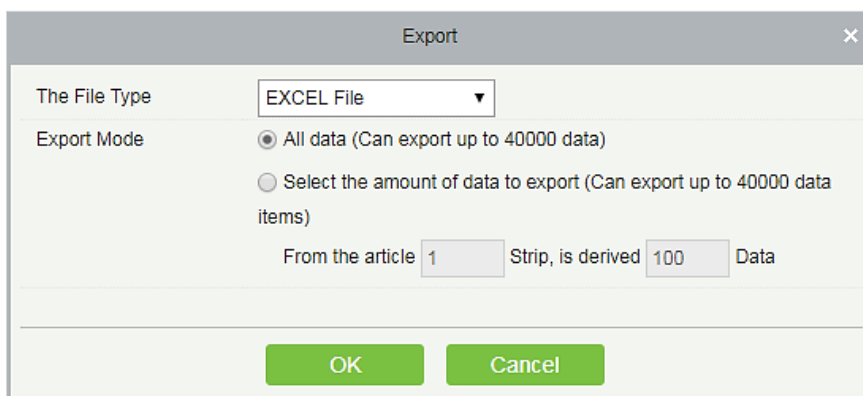 Export
The File Type EXCEL File
Export Mode All data (Can export up to 40000 data)
Select the amount of data to export (Can export up to 40000 data
items)
From the article 1 Strip, is derived 100 Data
OK Cancel